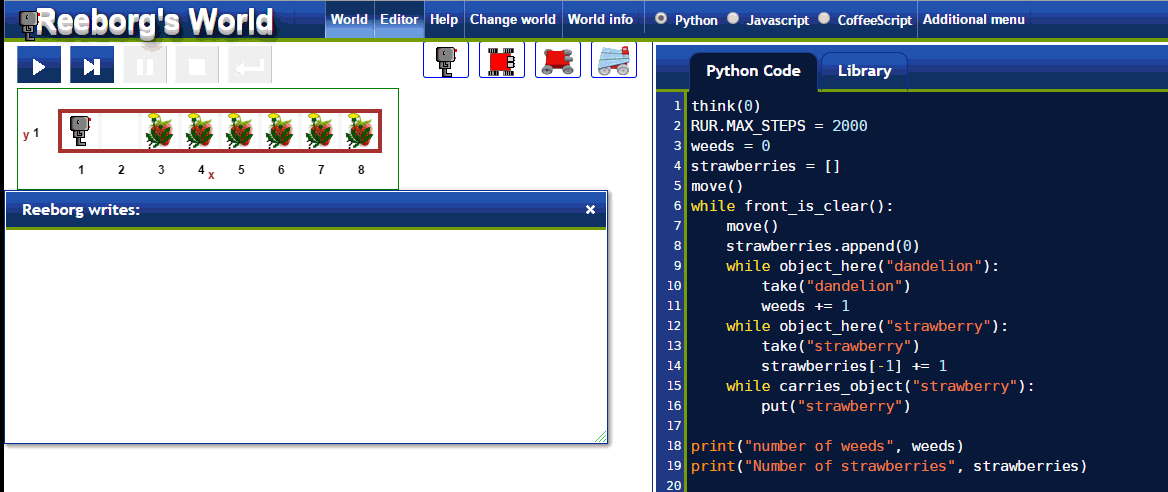 Reeborg's World
World Editor Help Change world World info Python Javascript CoffeeScript Additional menu
y 1
1 2 3 4 5 6 7 8
x
Reeborg writes: ×
Python Code Library
1 think(0)
2 RUR.MAX_STEPS = 2000
3 weeds = 0
4 strawberries = []
5 move()
6 while front_is_clear():
7     move()
8     strawberries.append(0)
9     while object_here("dandelion"):
10         take("dandelion")
11         weeds += 1
12     while object_here("strawberry"):
13         take("strawberry")
14         strawberries[-1] += 1
15     while carries_object("strawberry"):
16         put("strawberry")
17
18 print("number of weeds", weeds)
19 print("Number of strawberries", strawberries)
20